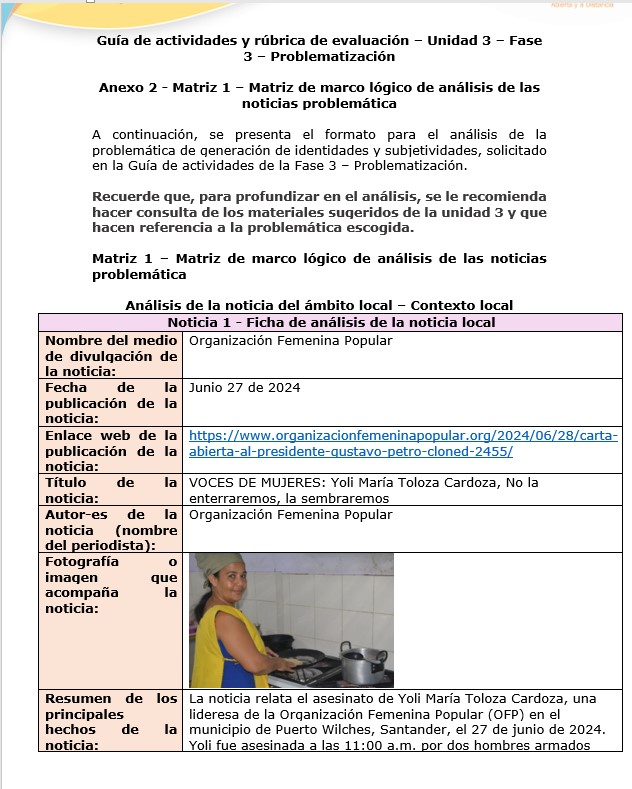 Abierta y a Distancia
Guía de actividades y rúbrica de evaluación – Unidad 3 – Fase
3 – Problematización
Anexo 2 - Matriz 1 – Matriz de marco lógico de análisis de las
noticias problemática
A continuación, se presenta el formato para el análisis de la
problemática de generación de identidades y subjetividades, solicitado
en la Guía de actividades de la Fase 3 – Problematización.
Recuerde que, para profundizar en el análisis, se le recomienda
hacer consulta de los materiales sugeridos de la unidad 3 y que
hacen referencia a la problemática escogida.
Matriz 1 – Matriz de marco lógico de análisis de las noticias
problemática
Análisis de la noticia del ámbito local – Contexto local
Noticia 1 - Ficha de análisis de la noticia local
Nombre del medio
de divulgación de
la noticia:
Organización Femenina Popular
Fecha de la
publicación de la
noticia:
Junio 27 de 2024
Enlace web de la
publicación de la
noticia:
https://www.organizacionfemeninapopular.org/2024/06/28/carta-
abierta-al-presidente-gustavo-petro-cloned-2455/
Título de la
noticia:
VOCES DE MUJERES: Yoli María Toloza Cardoza, No la
enterraremos, la sembraremos
Autor-es de la
noticia (nombre
del periodista):
Organización Femenina Popular
Fotografía o
imagen que
acompaña la
noticia:
Resumen de los
principales
hechos de la
noticia:
La noticia relata el asesinato de Yoli María Toloza Cardoza, una
lideresa de la Organización Femenina Popular (OFP) en el
municipio de Puerto Wilches, Santander, el 27 de junio de 2024.
Yoli fue asesinada a las 11:00 a.m. por dos hombres armados